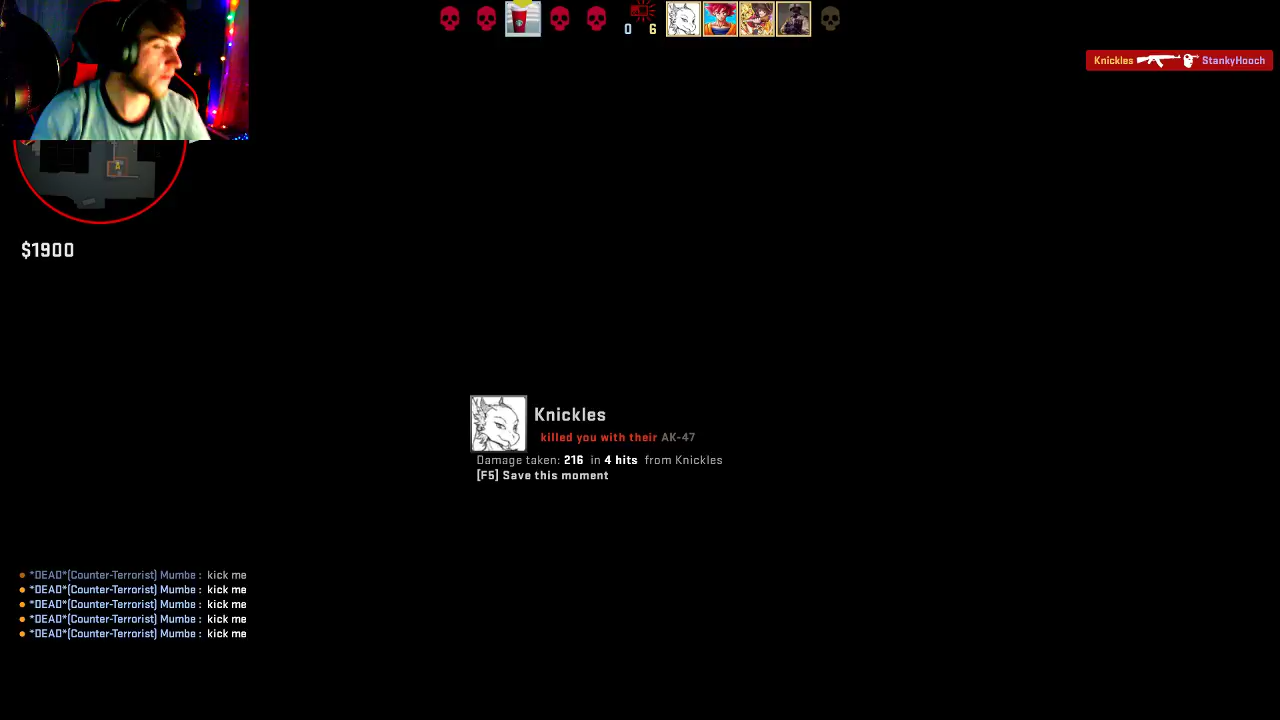 0 6
Knickles StankyHooch
$1900
Knickles
killed you with their AK-47
Damage taken: 216 in 4 hits from Knickles
[F5] Save this moment
*DEAD*(Counter-Terrorist) Mumbe : kick me
*DEAD*(Counter-Terrorist) Mumbe : kick me
*DEAD*(Counter-Terrorist) Mumbe : kick me
*DEAD*(Counter-Terrorist) Mumbe : kick me
*DEAD*(Counter-Terrorist) Mumbe : kick me